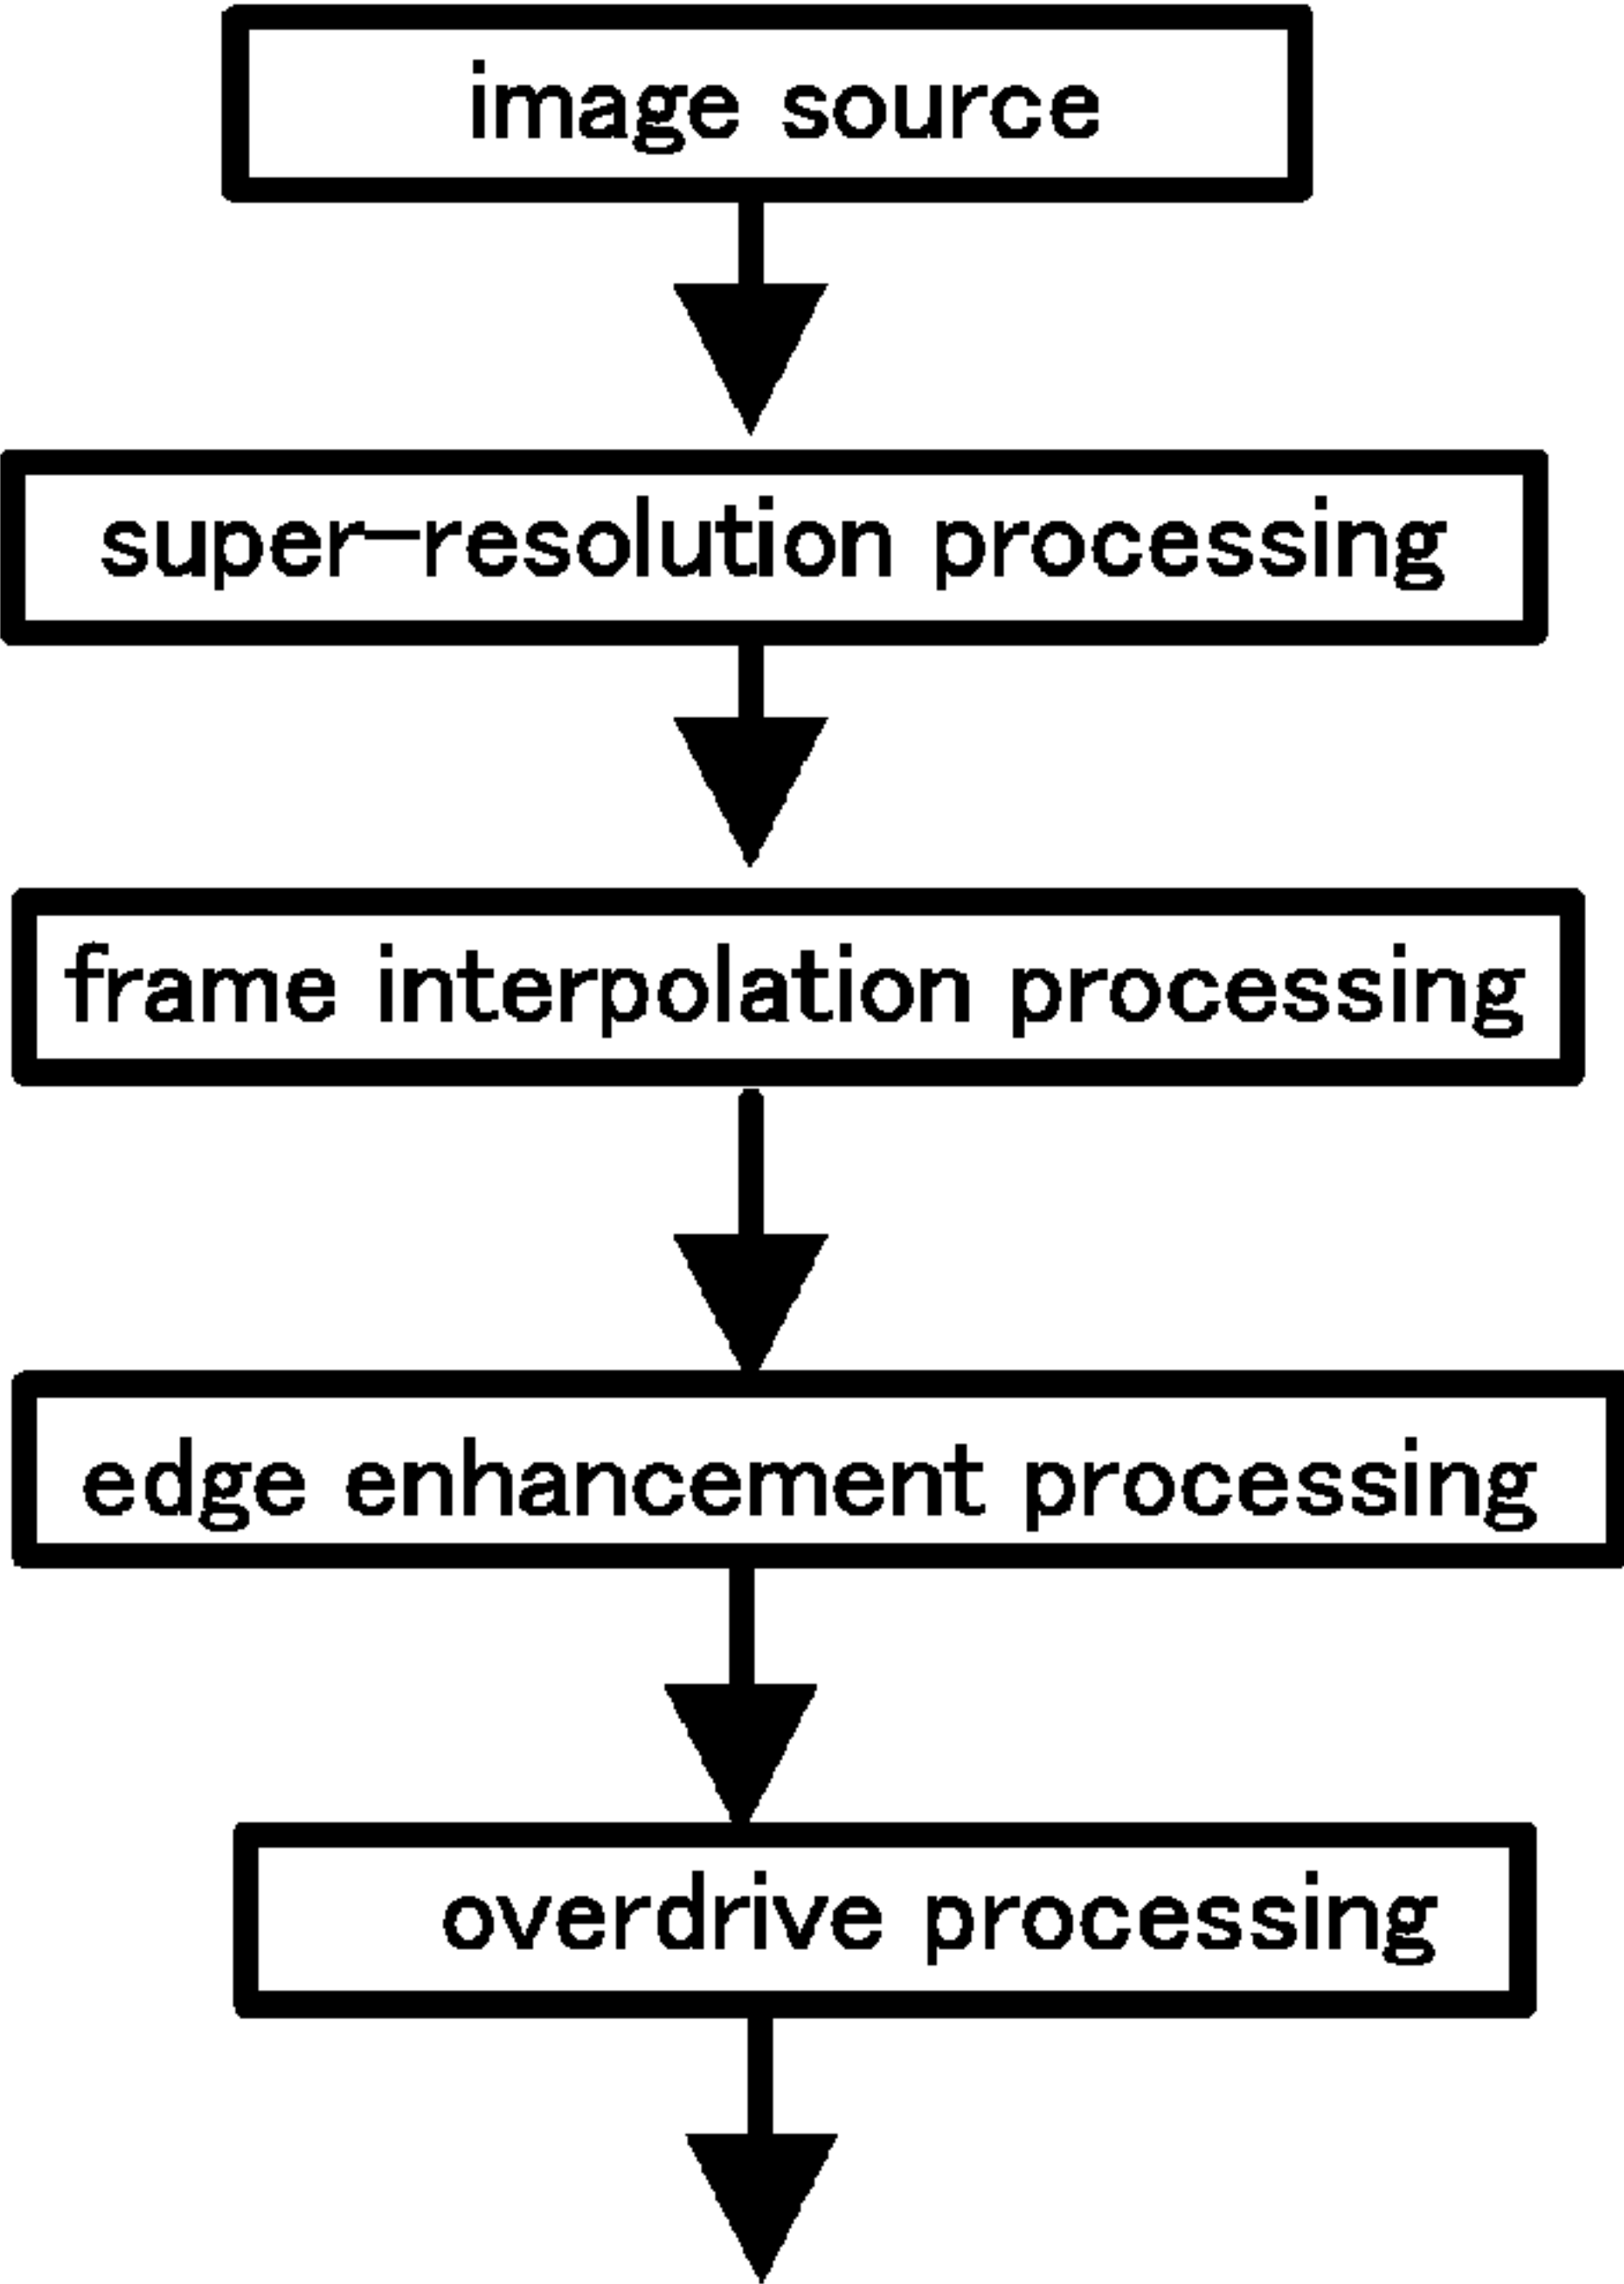 image source
super-resolution processing
frame interpolation processing
edge enhancement processing
overdrive processing